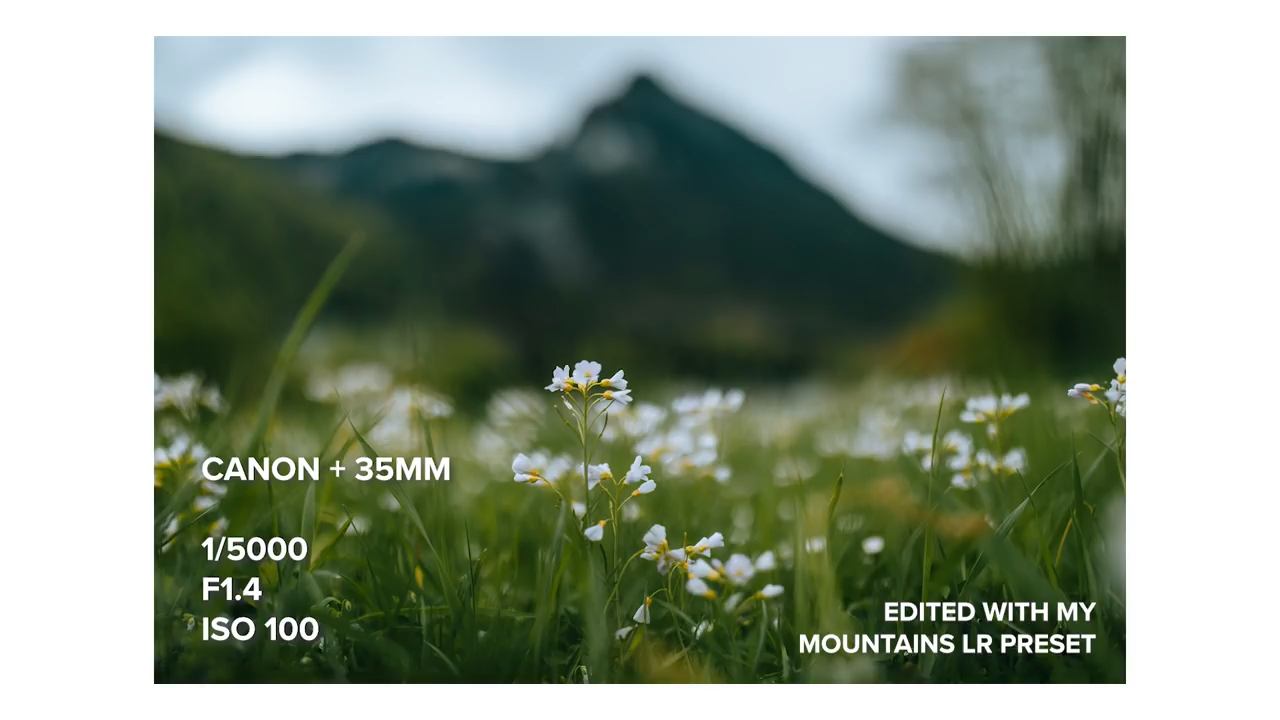 CANON + 35MM
1/5000
F1.4
ISO 100
EDITED WITH MY
MOUNTAINS LR PRESET